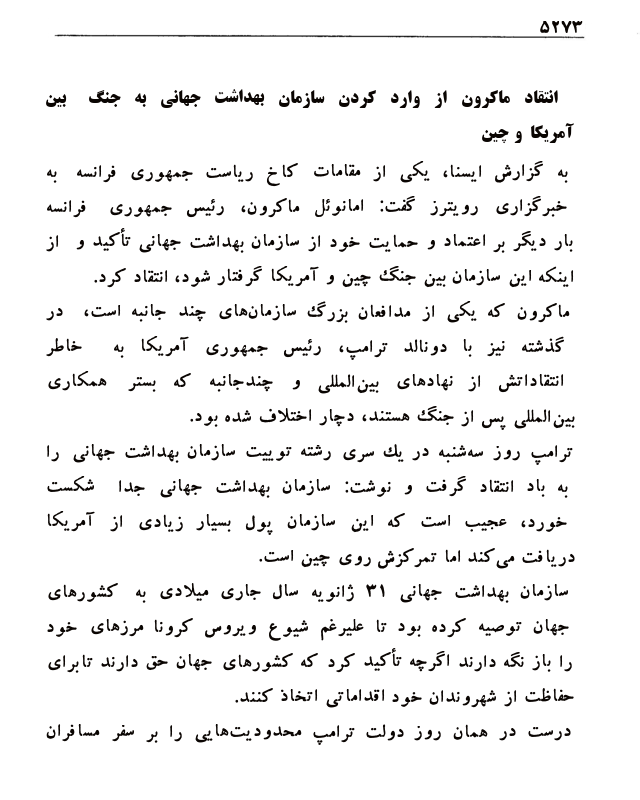 ۵۲۷۳
انتقاد ماکرون از وارد کردن سازمان بهداشت جهانی به جنگ بین
آمریکا و چین
به گزارش ایسنا، یکی از مقامات کاخ ریاست جمهوری فرانسه به
خبرگزاری رویترز گفت: امانوئل ماکرون، رئیس جمهوری فرانسه
بار دیگر بر اعتماد و حمایت خود از سازمان بهداشت جهانی تأکید و از
اینکه این سازمان بین جنگ چین و آمریکا گرفتار شود، انتقاد کرد.
ماکرون که یکی از مدافعان بزرگ سازمان‌های چند جانبه است، در
گذشته نیز با دونالد ترامپ، رئیس جمهوری آمریکا به خاطر
انتقاداتش از نهادهای بین‌المللی و چندجانبه که بستر همکاری
بین‌المللی پس از جنگ هستند، دچار اختلاف شده بود.
ترامپ روز سه‌شنبه در یك سری رشته توییت سازمان بهداشت جهانی را
به باد انتقاد گرفت و نوشت: سازمان بهداشت جهانی جدا شکست
خورد، عجیب است که این سازمان پول بسیار زیادی از آمریکا
دریافت می‌کند اما تمرکزش روی چین است.
سازمان بهداشت جهانی ۳۱ ژانویه سال جاری میلادی به کشورهای
جهان توصیه کرده بود تا علیرغم شیوع ویروس کرونا مرزهای خود
را باز نگه دارند اگرچه تأکید کرد که کشورهای جهان حق دارند تابرای
حفاظت از شهروندان خود اقداماتی اتخاذ کنند.
درست در همان روز دولت ترامپ محدودیت‌هایی را بر سفر مسافران